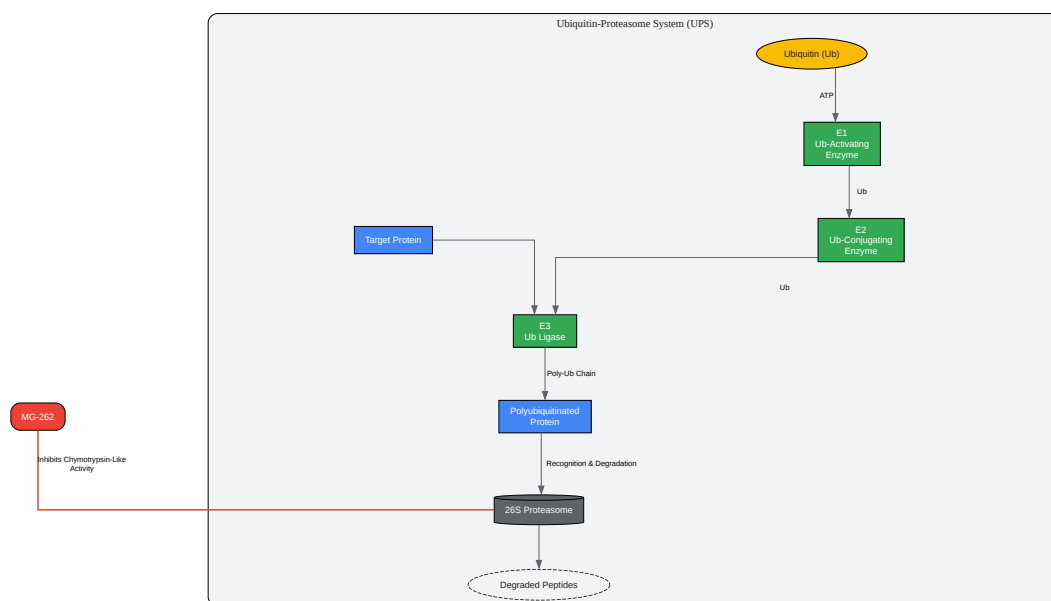 Ubiquitin-Proteasome System (UPS)
Ubiquitin (Ub)
ATP
E1
Ub-Activating
Enzyme
Ub
E2
Ub-Conjugating
Enzyme
Target Protein
Ub
E3
Ub Ligase
Poly-Ub Chain
MG-262
Polyubiquitinated
Protein
Inhibits Chymotrypsin-Like
Activity
Recognition & Degradation
26S Proteasome
Degraded Peptides